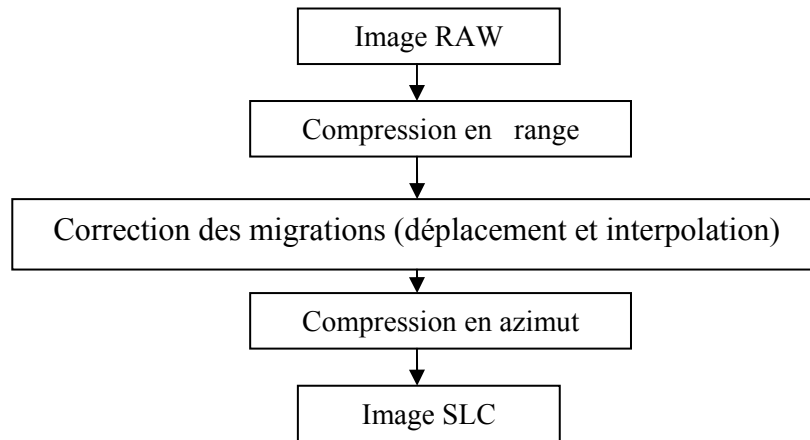 Image RAW
Compression en range
Correction des migrations (déplacement et interpolation)
Compression en azimut
Image SLC